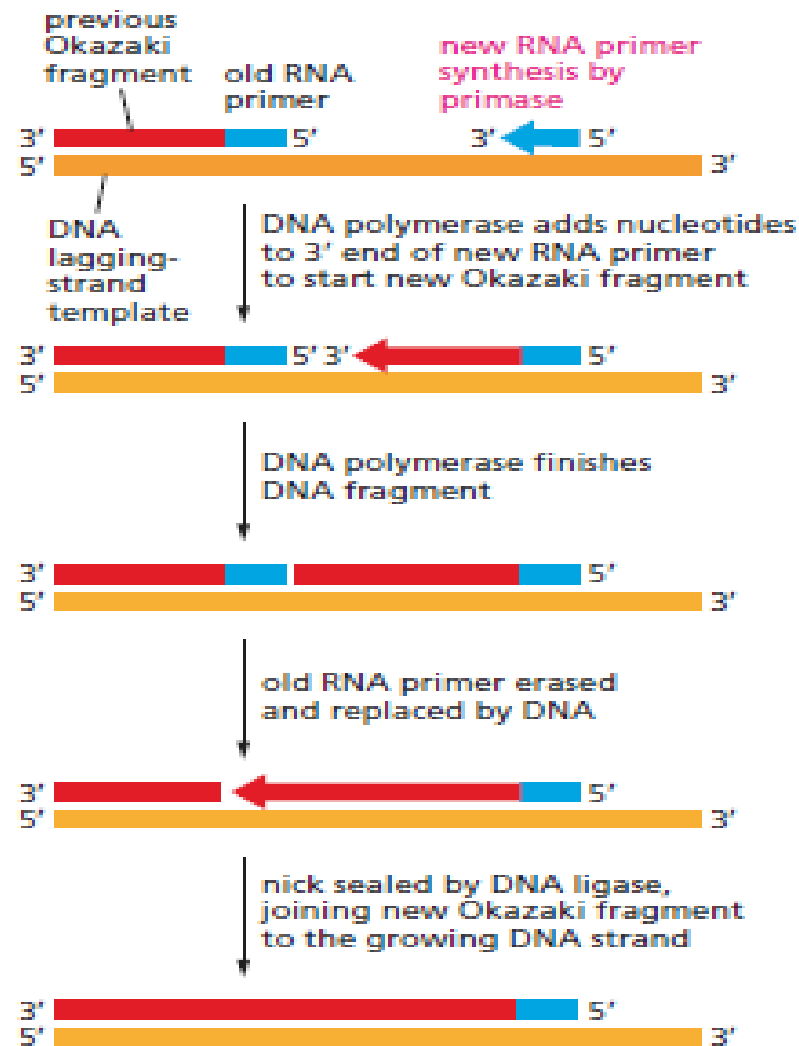 previous
Okazaki
fragment
old RNA
primer
new RNA primer
synthesis by
primase
3′ 5′ 3′ 5′
5′ 3′
DNA
lagging-
strand
template
DNA polymerase adds nucleotides
to 3′ end of new RNA primer
to start new Okazaki fragment
3′ 5′ 3′ 5′
5′ 3′
DNA polymerase finishes
DNA fragment
3′ 5′
5′ 3′
old RNA primer erased
and replaced by DNA
3′ 5′
5′ 3′
nick sealed by DNA ligase,
joining new Okazaki fragment
to the growing DNA strand
3′ 5′
5′ 3′